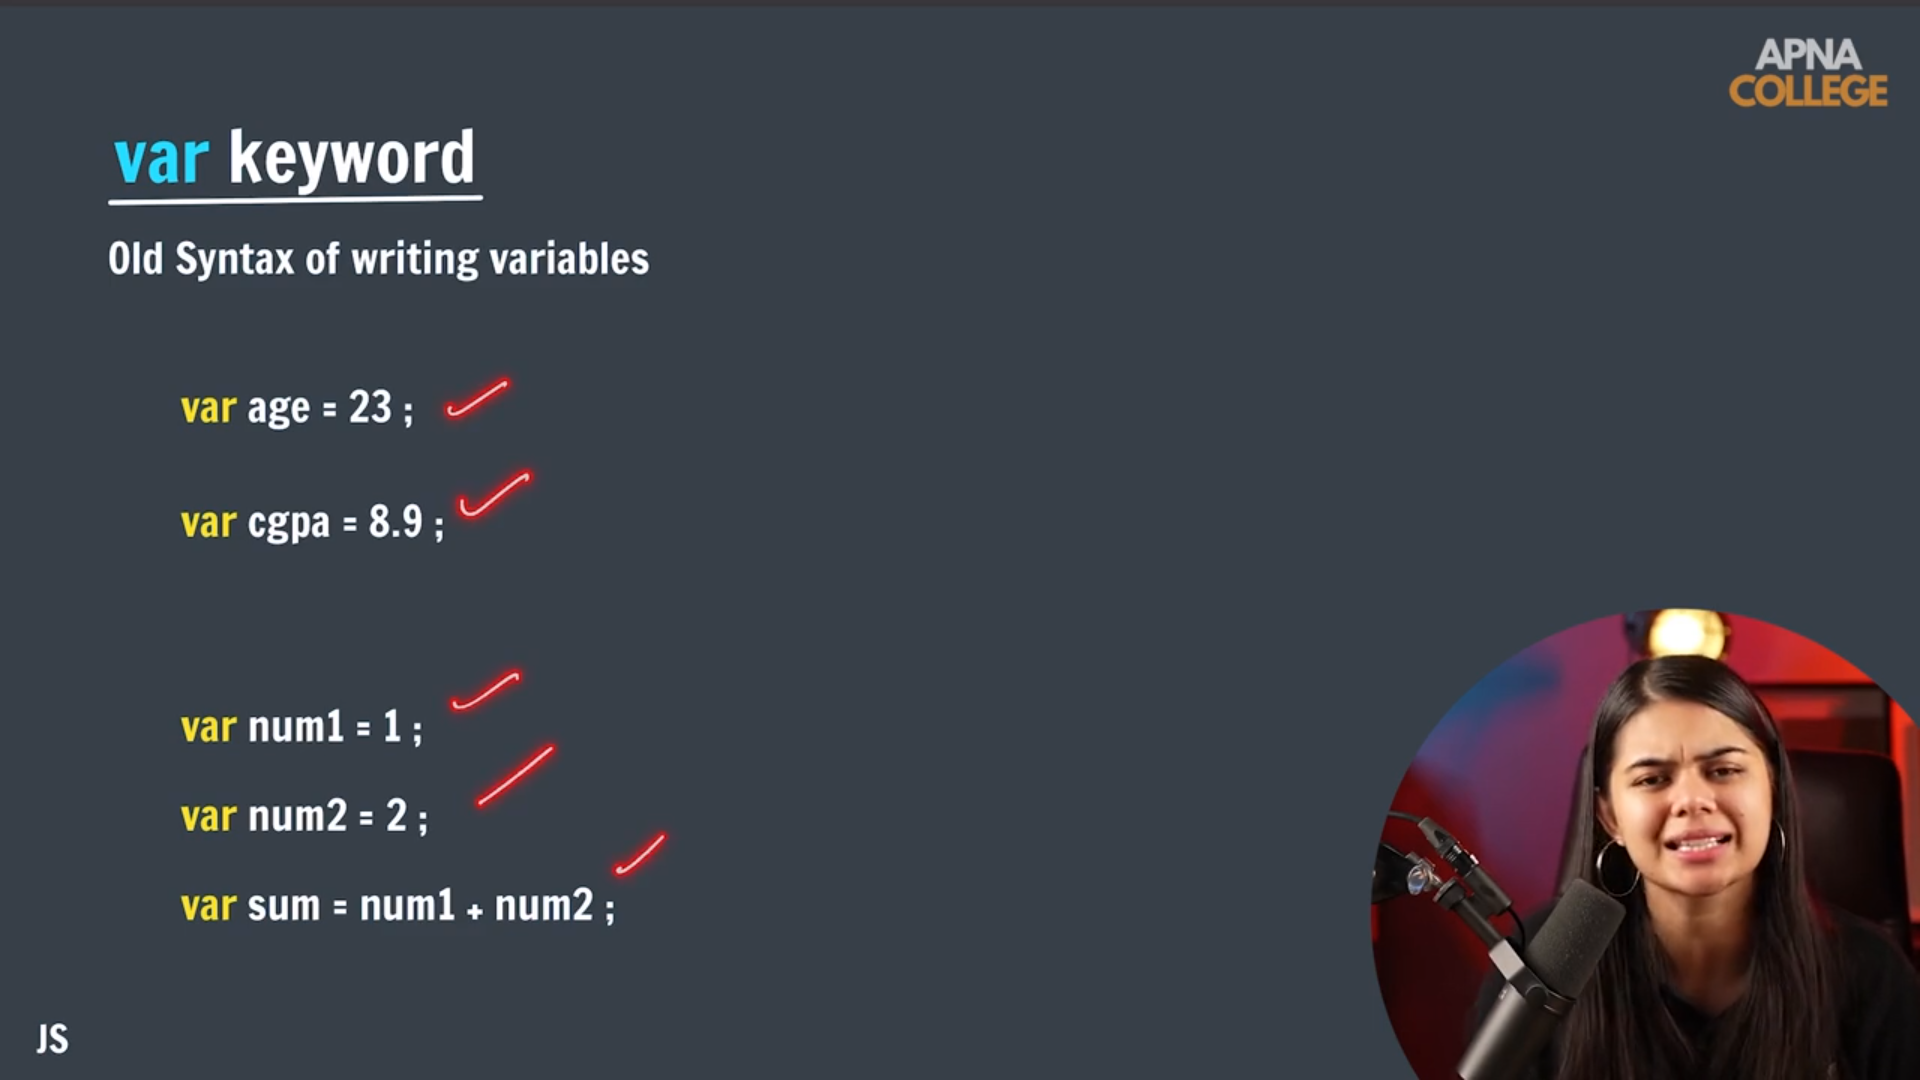 APNA
COLLEGE
var keyword
Old Syntax of writing variables
var age = 23 ;
var cgpa = 8.9 ;
var num1 = 1 ;
var num2 = 2 ;
var sum = num1 + num2 ;
JS